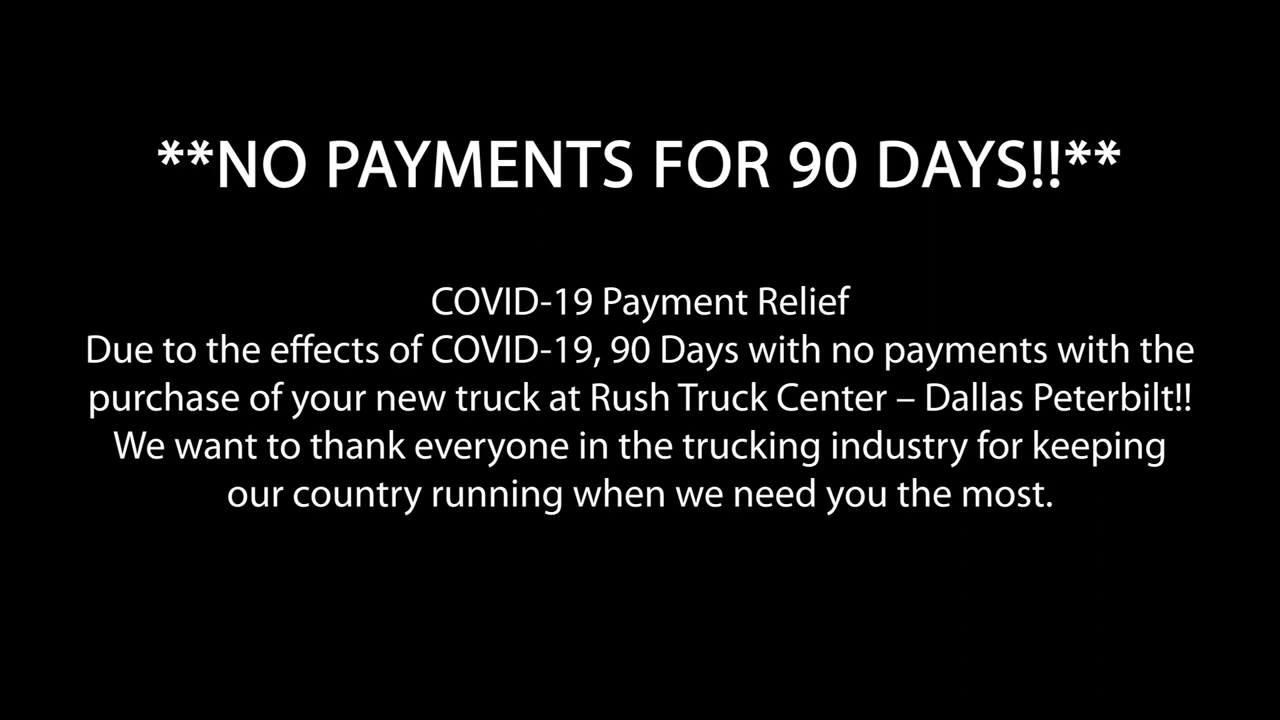 **NO PAYMENTS FOR 90 DAYS!!**
COVID-19 Payment Relief
Due to the effects of COVID-19, 90 Days with no payments with the
purchase of your new truck at Rush Truck Center – Dallas Peterbilt!!
We want to thank everyone in the trucking industry for keeping
our country running when we need you the most.